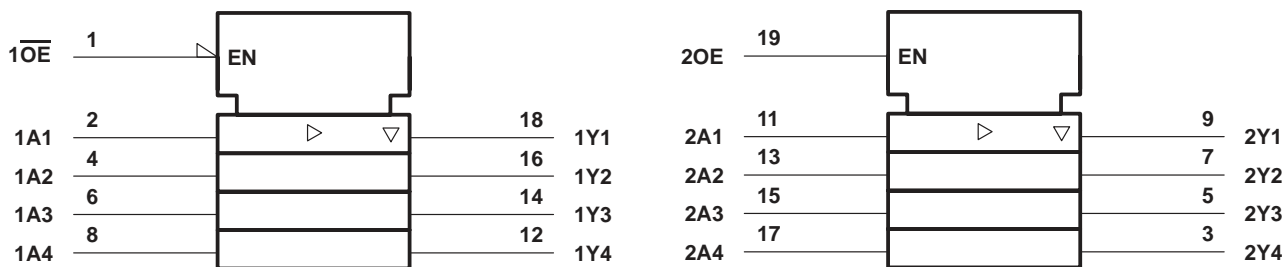 1 19
1O̅E̅ EN 2OE EN
2 18 11 9
1A1 1Y1 2A1 2Y1
4 16 13 7
1A2 1Y2 2A2 2Y2
6 14 15 5
1A3 1Y3 2A3 2Y3
8 12 17 3
1A4 1Y4 2A4 2Y4